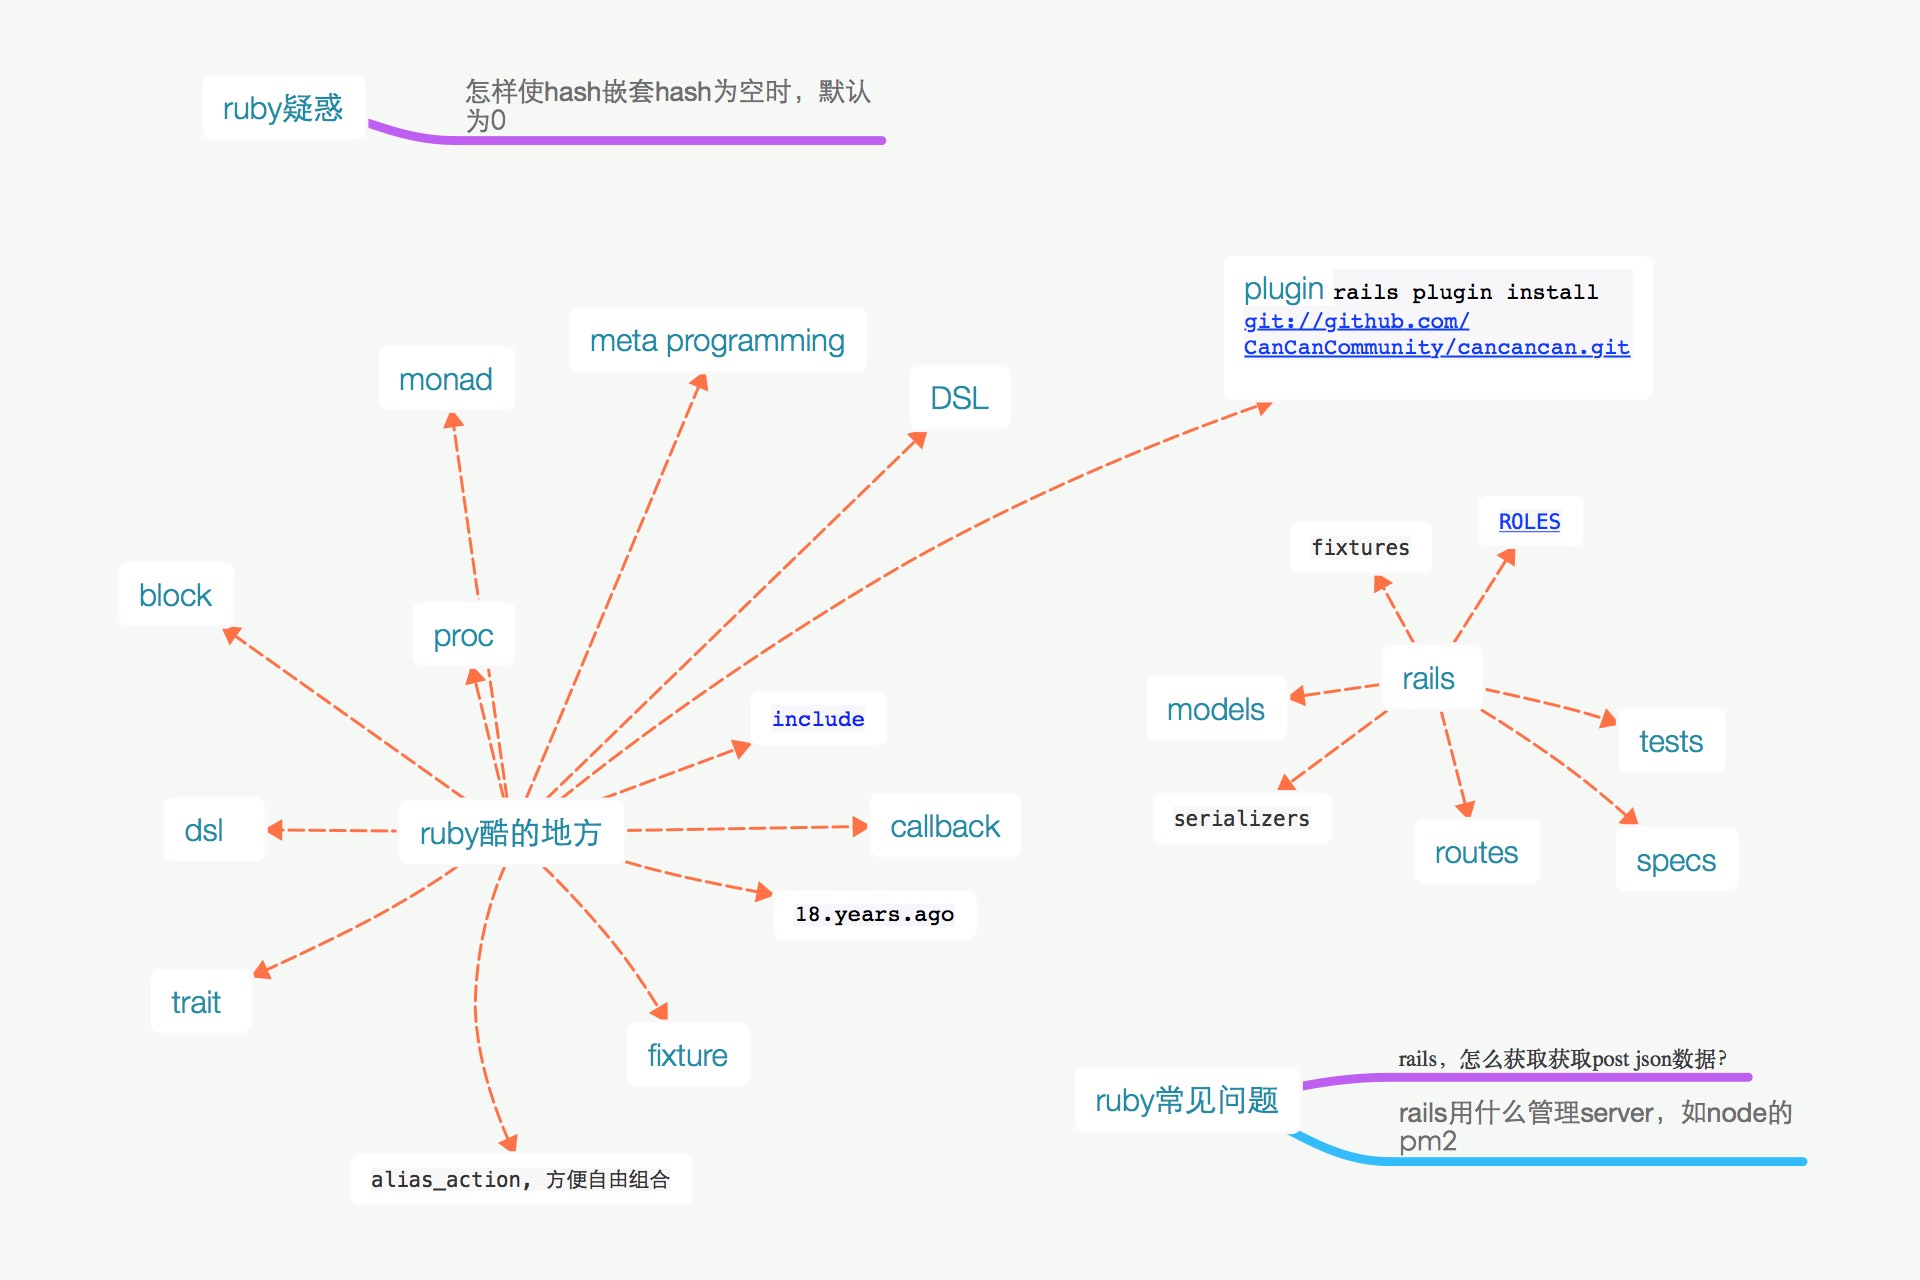 ruby疑惑
怎样使hash嵌套hash为空时，默认
为0
plugin rails plugin install
git://github.com/
CanCanCommunity/cancancan.git
meta programming
monad
DSL
block
proc
include
dsl
ruby酷的地方
callback
18.years.ago
trait
fixture
alias_action, 方便自由组合
ROLES
fixtures
rails
models
tests
serializers
routes
specs
ruby常见问题
rails，怎么获取获取post json数据？
rails用什么管理server，如node的
pm2